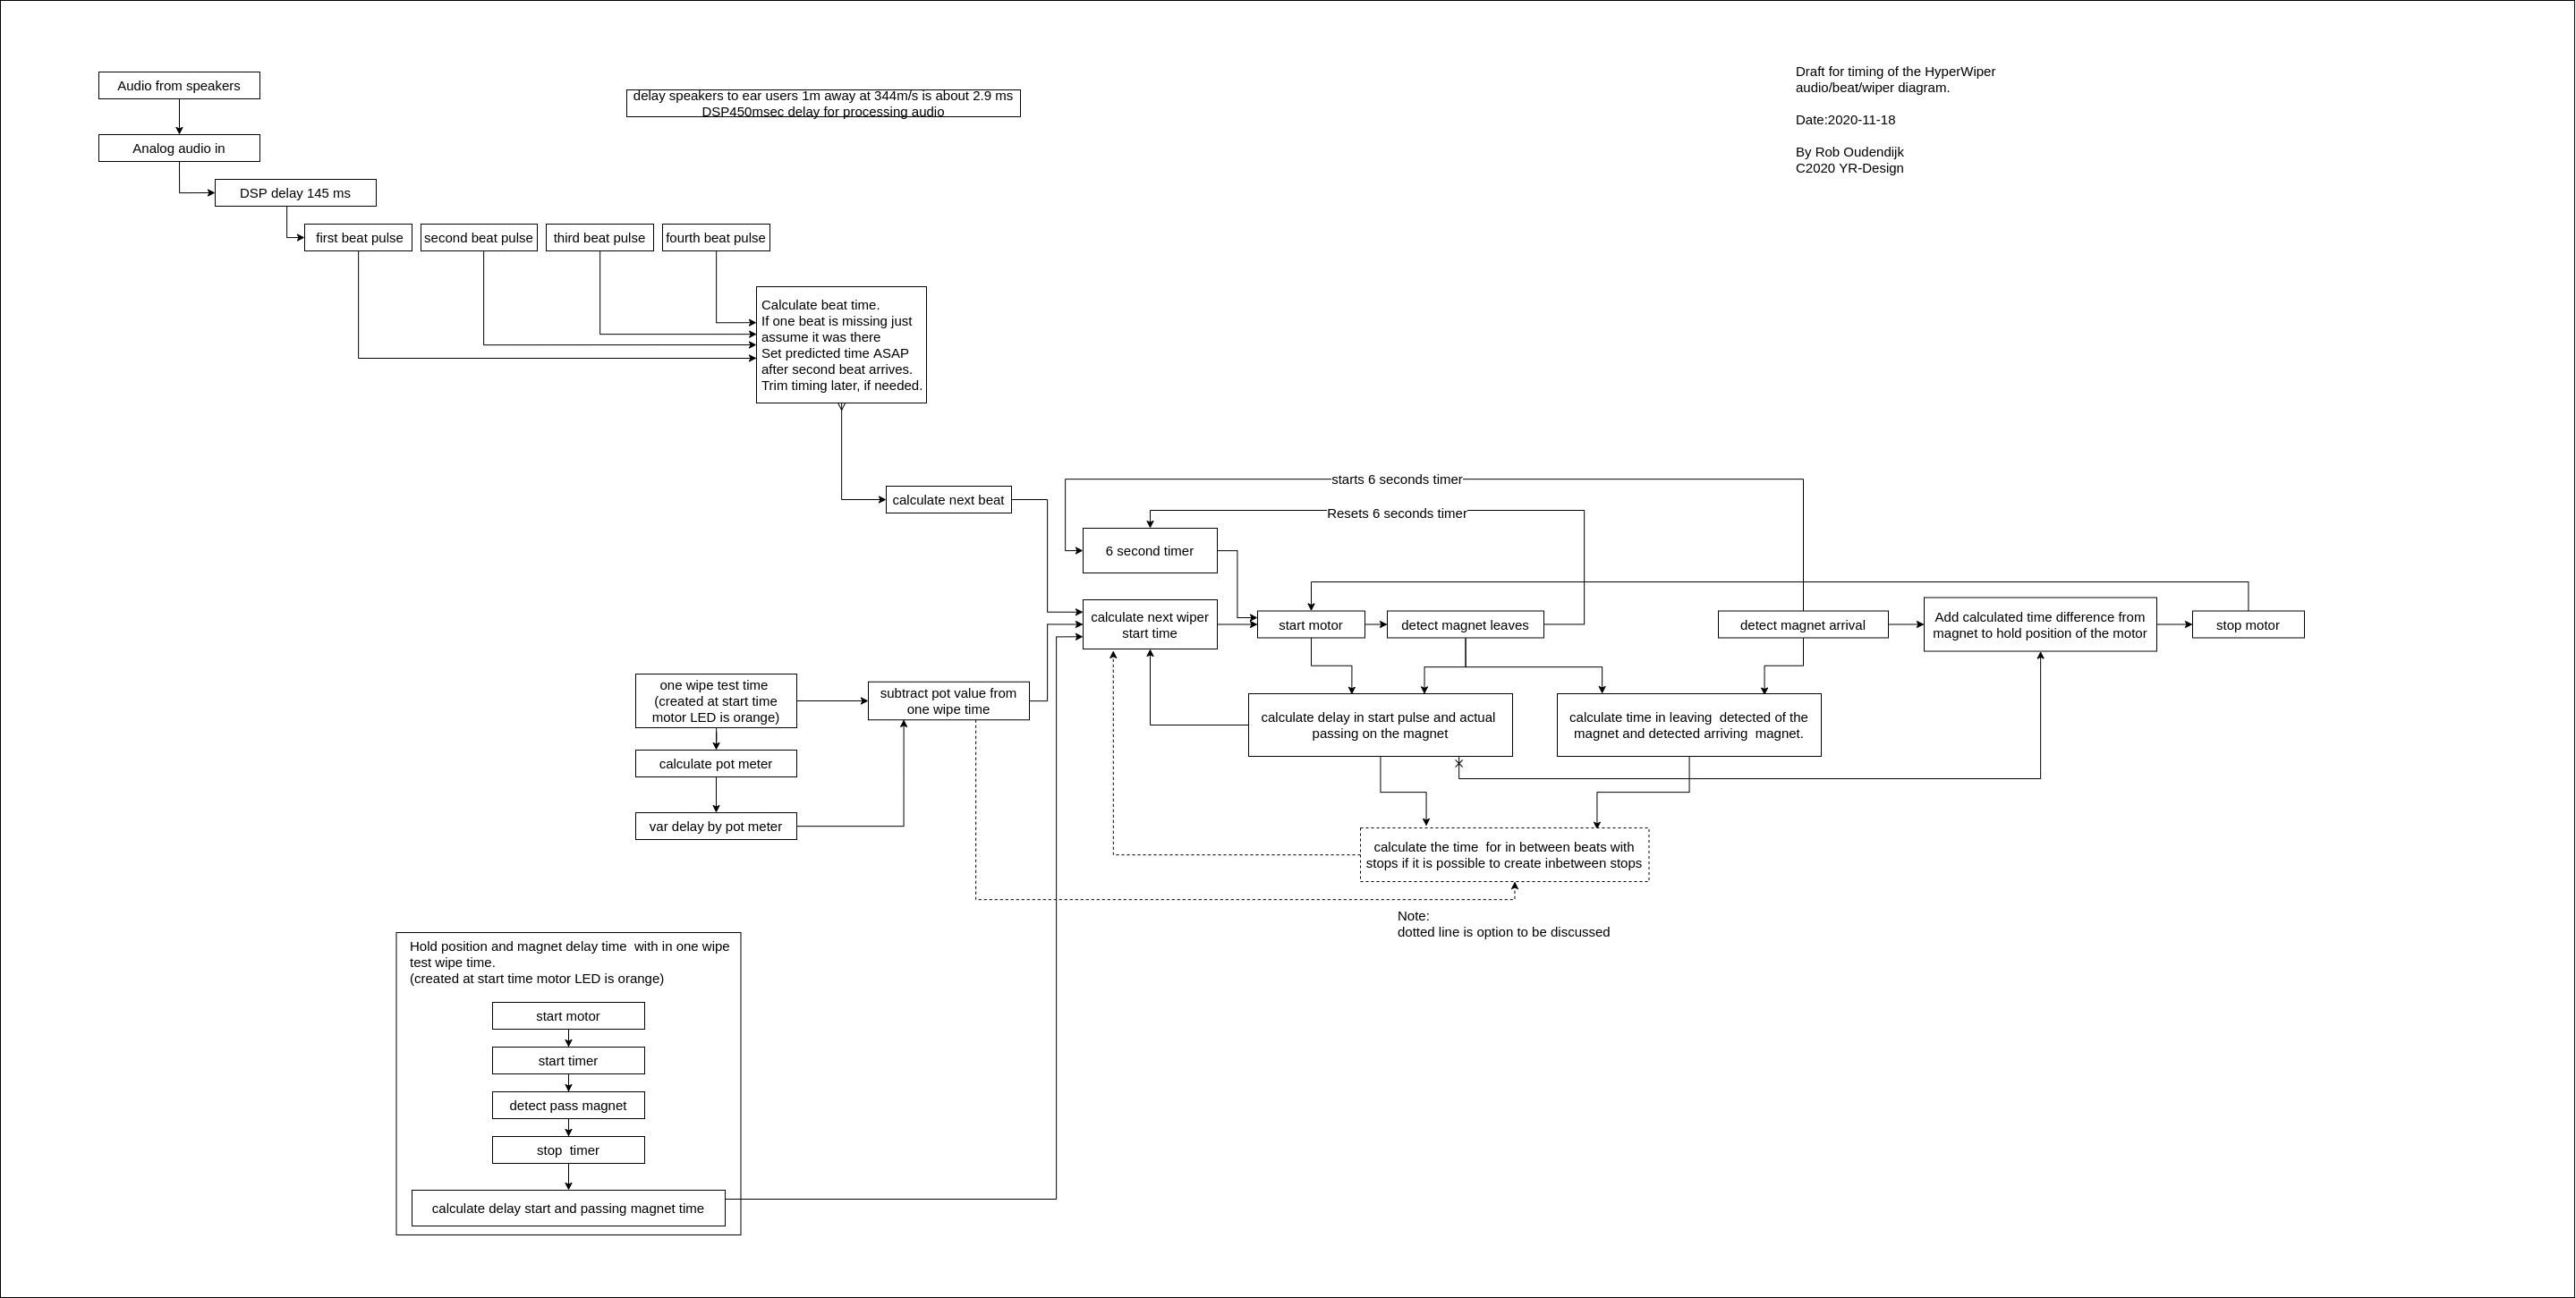 Audio from speakers
delay speakers to ear users 1m away at 344m/s is about 2.9 ms
DSP450msec delay for processing audio
Draft for timing of the HyperWiper
audio/beat/wiper diagram.
Date:2020-11-18
By Rob Oudendijk
C2020 YR-Design
Analog audio in
DSP delay 145 ms
first beat pulse
second beat pulse
third beat pulse
fourth beat pulse
Calculate beat time.
If one beat is missing just
assume it was there
Set predicted time ASAP
after second beat arrives.
Trim timing later, if needed.
calculate next beat
starts 6 seconds timer
Resets 6 seconds timer
6 second timer
calculate next wiper
start time
start motor
detect magnet leaves
detect magnet arrival
Add calculated time difference from
magnet to hold position of the motor
stop motor
one wipe test time
(created at start time
motor LED is orange)
subtract pot value from
one wipe time
calculate delay in start pulse and actual
passing on the magnet
calculate time in leaving  detected of the
magnet and detected arriving  magnet.
calculate pot meter
var delay by pot meter
calculate the time  for in between beats with
stops if it is possible to create inbetween stops
Note:
dotted line is option to be discussed
Hold position and magnet delay time  with in one wipe
test wipe time.
(created at start time motor LED is orange)
start motor
start timer
detect pass magnet
stop  timer
calculate delay start and passing magnet time